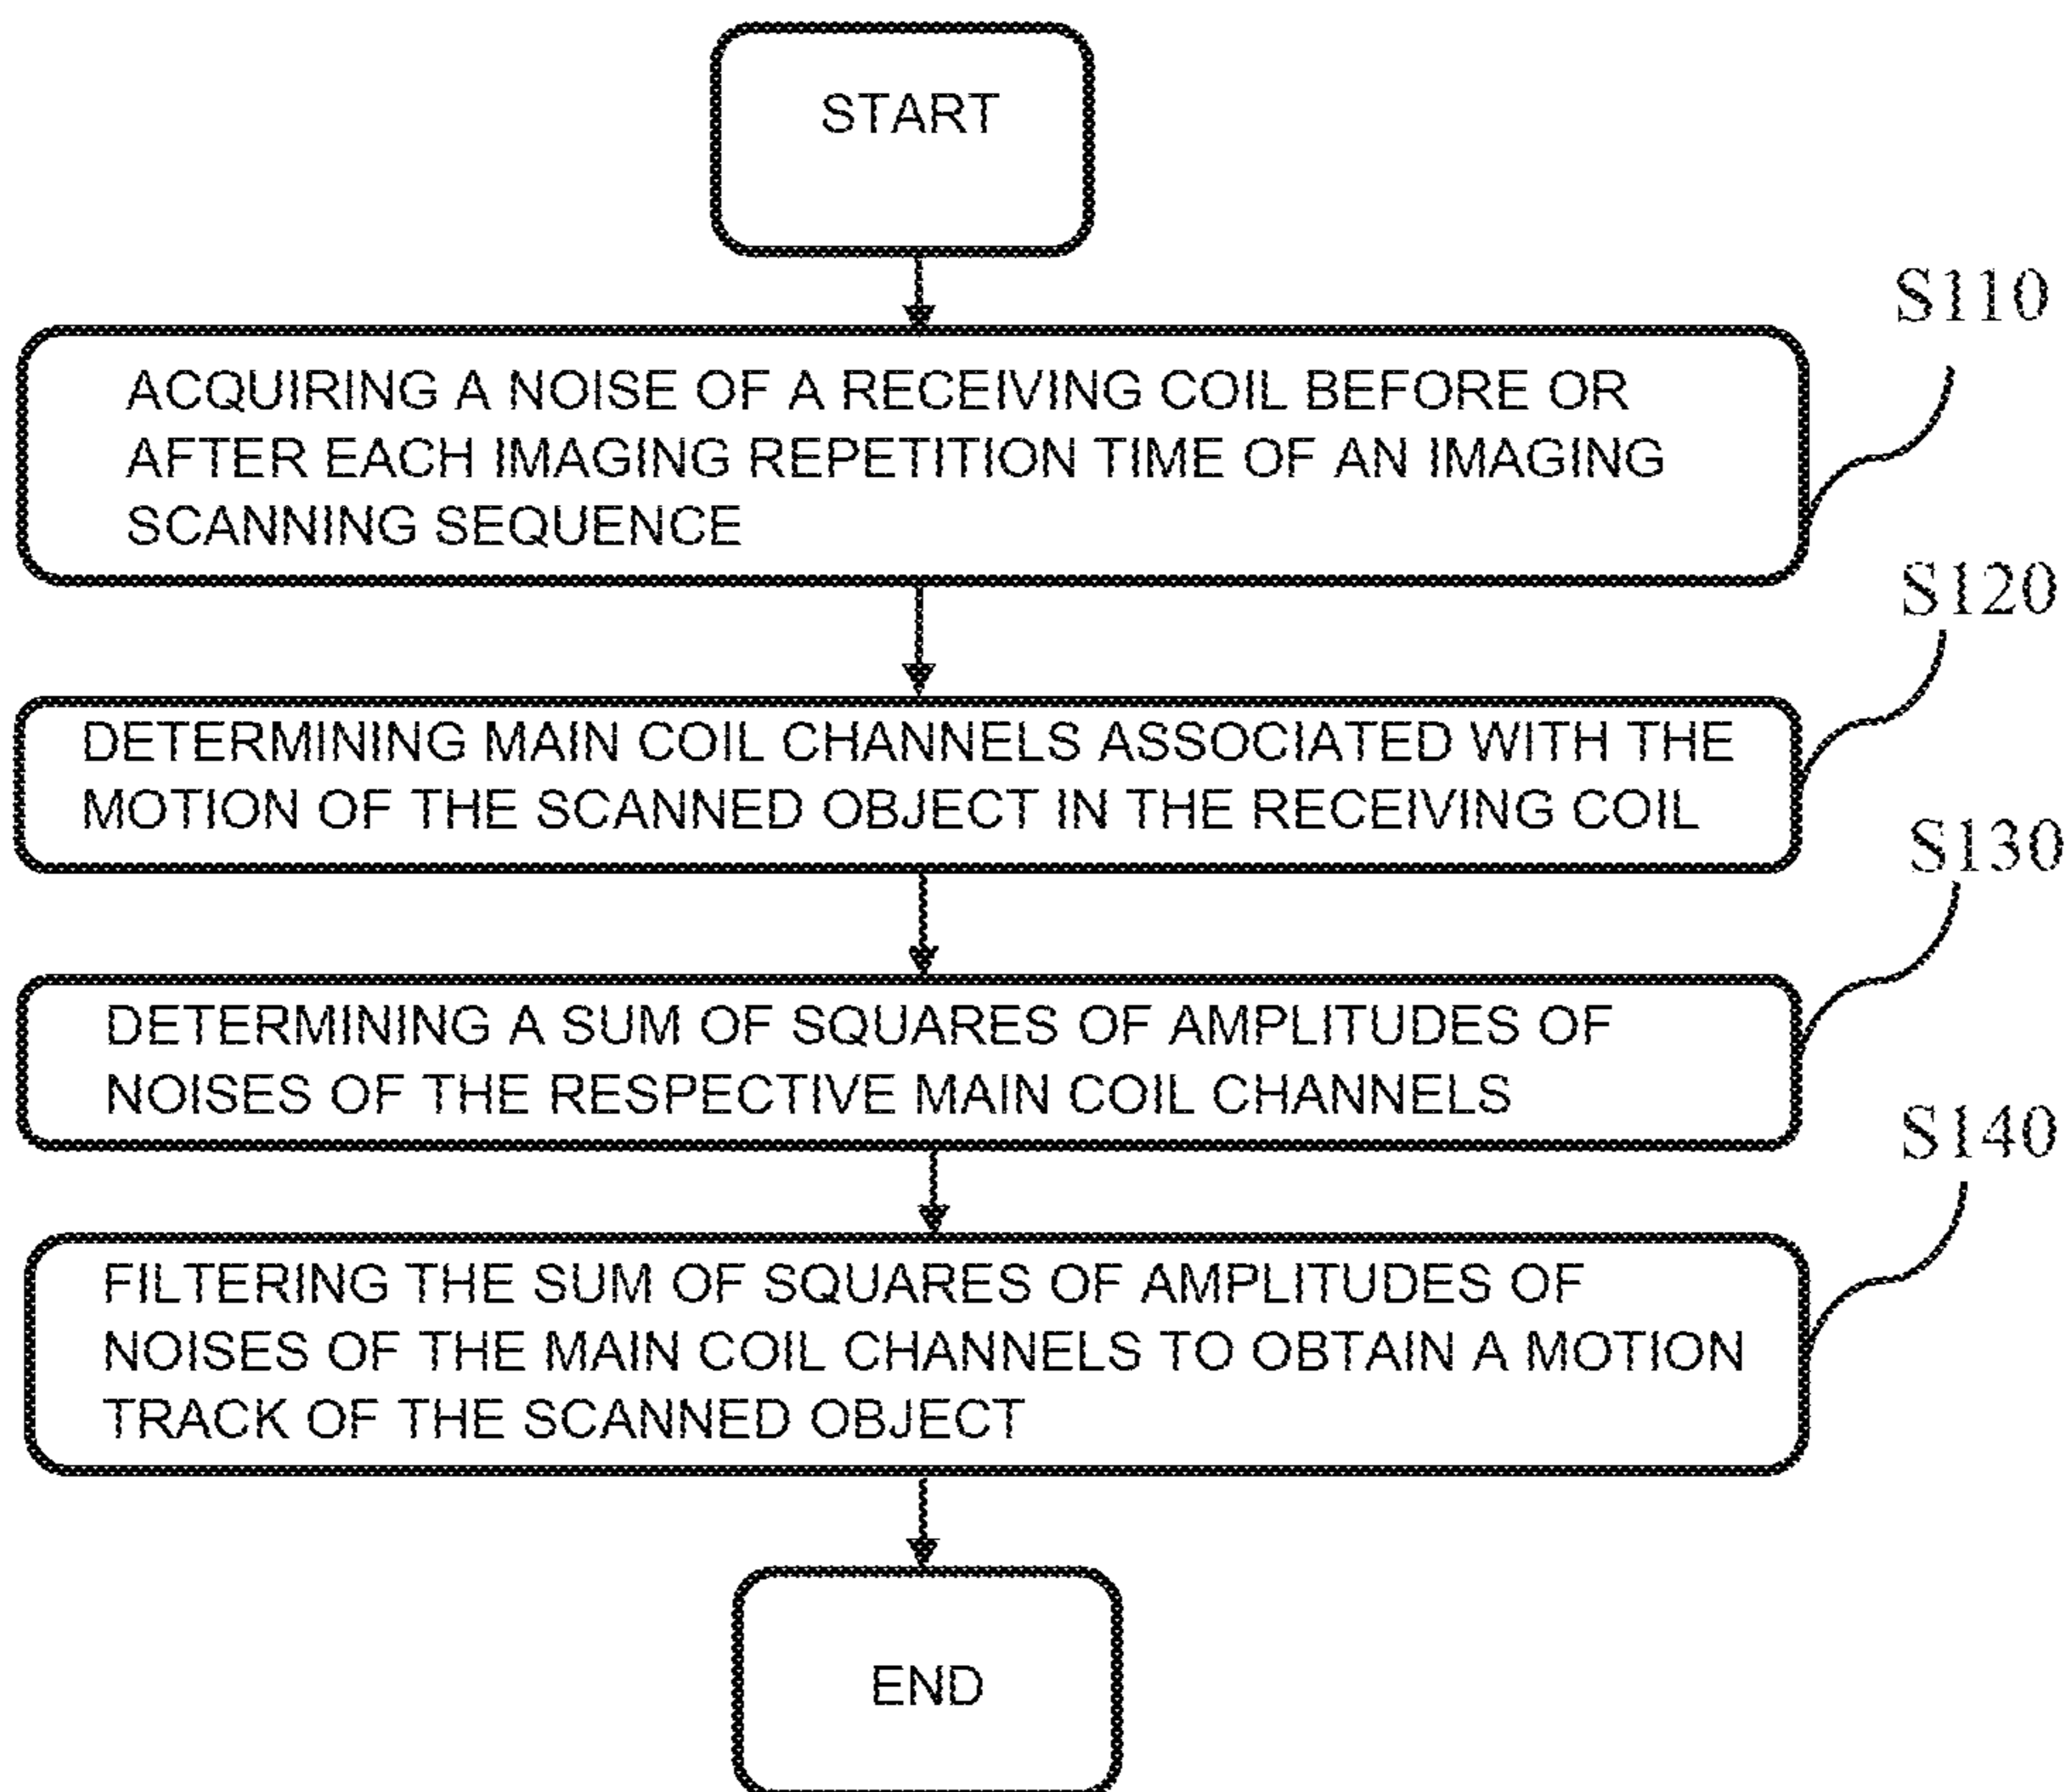 START
S110
ACQUIRING A NOISE OF A RECEIVING COIL BEFORE OR
AFTER EACH IMAGING REPETITION TIME OF AN IMAGING
SCANNING SEQUENCE
S120
DETERMINING MAIN COIL CHANNELS ASSOCIATED WITH THE
MOTION OF THE SCANNED OBJECT IN THE RECEIVING COIL
S130
DETERMINING A SUM OF SQUARES OF AMPLITUDES OF
NOISES OF THE RESPECTIVE MAIN COIL CHANNELS
S140
FILTERING THE SUM OF SQUARES OF AMPLITUDES OF
NOISES OF THE MAIN COIL CHANNELS TO OBTAIN A MOTION
TRACK OF THE SCANNED OBJECT
END